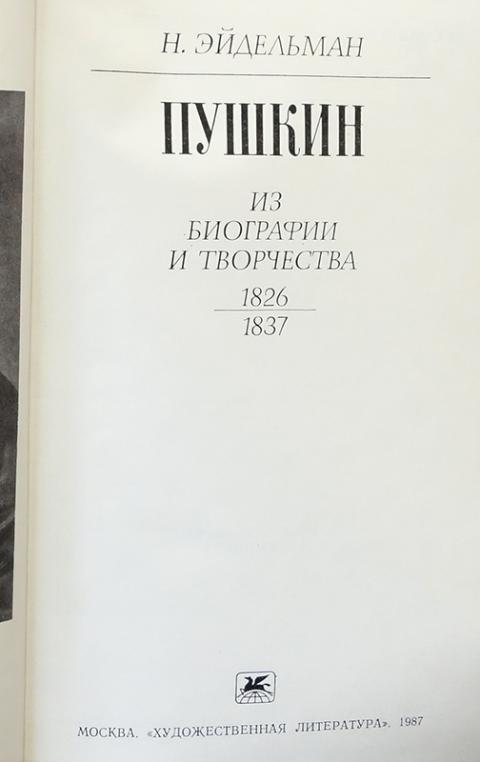 Н. ЭЙДЕЛЬМАН
ПУШКИН
ИЗ
БИОГРАФИИ
И ТВОРЧЕСТВА
1826
1837
МОСКВА. «ХУДОЖЕСТВЕННАЯ ЛИТЕРАТУРА». 1987